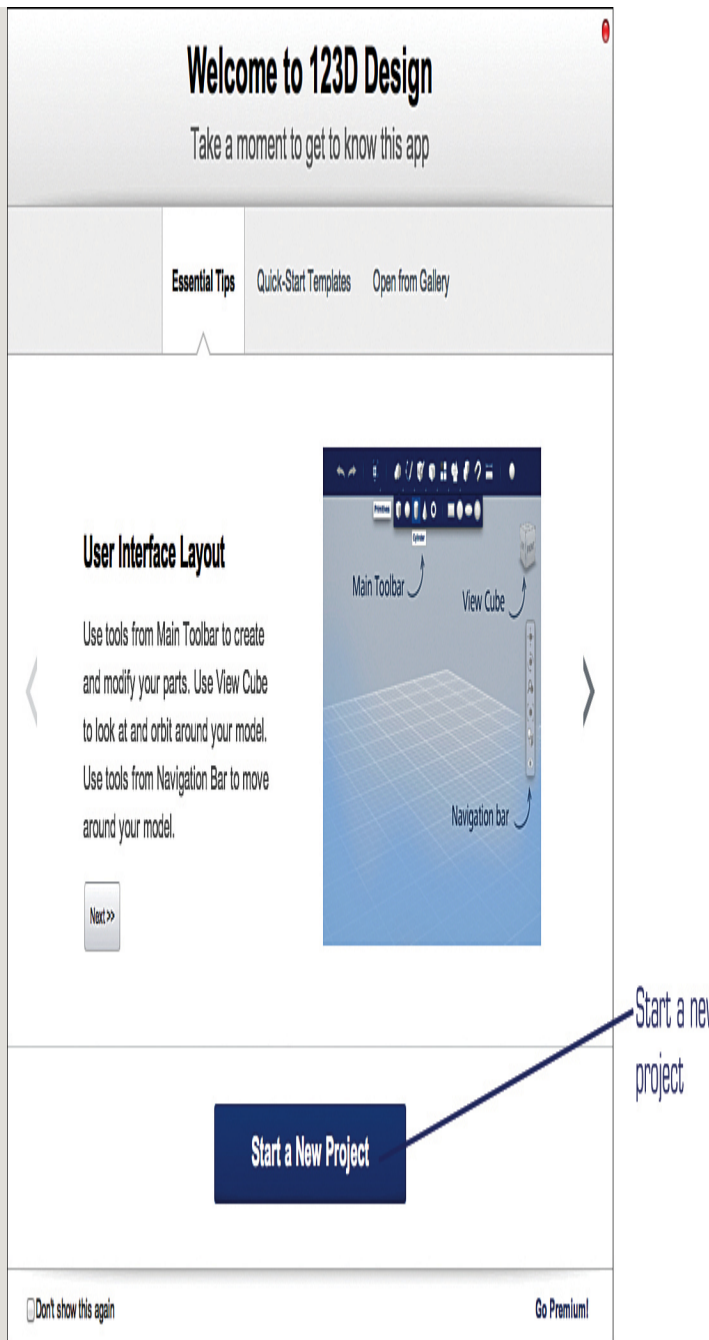 Welcome to 123D Design
Take a moment to get to know this app
Essential Tips
Quick-Start Templates
Open from Gallery
User Interface Layout
Use tools from Main Toolbar to create
and modify your parts. Use View Cube
to look at and orbit around your model.
Use tools from Navigation Bar to move
around your model.
Next >>
Primitives
Cylinder
Main Toolbar
View Cube
Navigation bar
Start a New Project
Start a
project
Don't show this again
Go Premium!